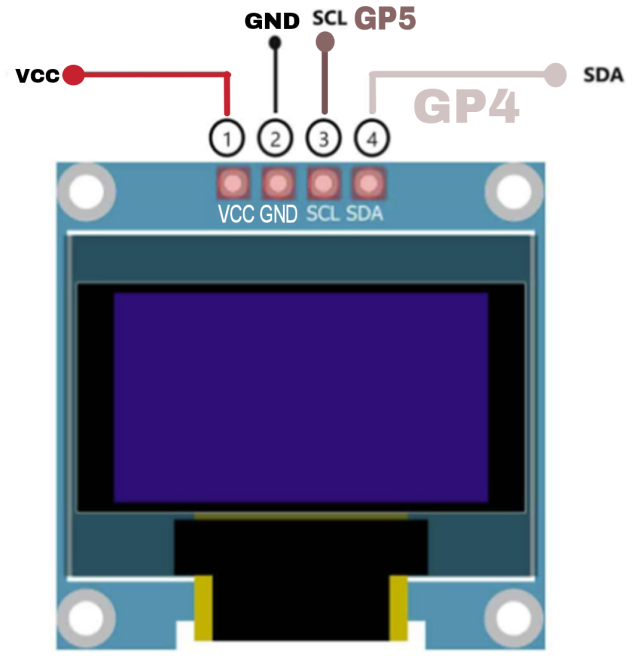 GND SCL GP5
VCC SDA
GP4
1 2 3 4
VCC GND SCL SDA